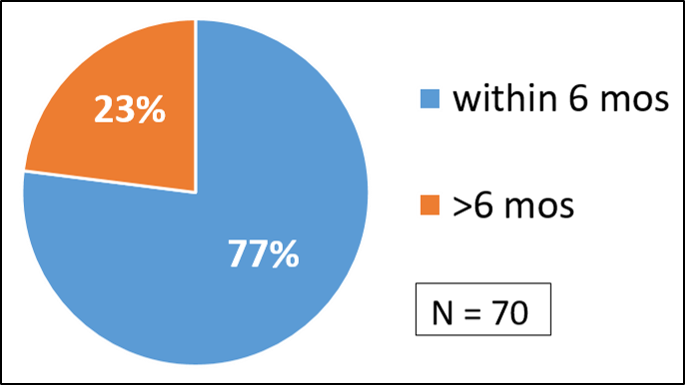 23%
77%
within 6 mos
>6 mos
N = 70